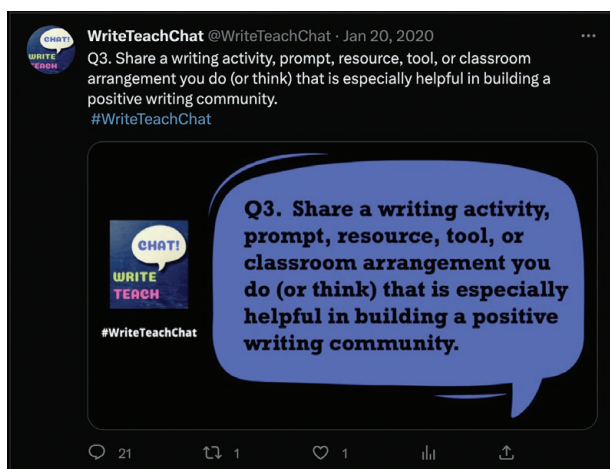 CHAT!
WRITE
TEACH
WriteTeachChat @WriteTeachChat · Jan 20, 2020
Q3. Share a writing activity, prompt, resource, tool, or classroom
arrangement you do (or think) that is especially helpful in building a
positive writing community.
#WriteTeachChat
CHAT!
WRITE
TEACH
#WriteTeachChat
Q3. Share a writing activity,
prompt, resource, tool, or
classroom arrangement you
do (or think) that is especially
helpful in building a positive
writing community.
21 1 1